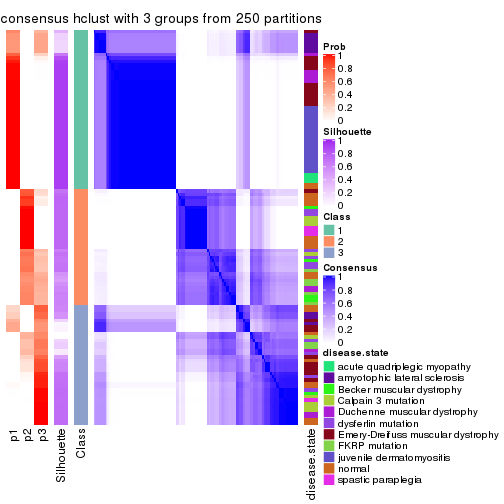 consensus hclust with 3 groups from 250 partitions
Prob
1
0.8
0.6
0.4
0.2
0
Silhouette
1
0.8
0.6
0.4
0.2
0
Class
1
2
3
Consensus
1
0.8
0.6
0.4
0.2
0
disease.state
acute quadriplegic myopathy
amyotrophic lateral sclerosis
Becker muscular dystrophy
Calpain 3 mutation
Duchenne muscular dystrophy
dysferlin mutation
Emery-Dreifuss muscular dystrophy
FKRP mutation
juvenile dermatomyositis
normal
spastic paraplegia
p1
p2
p3
Silhouette
Class
disease.state